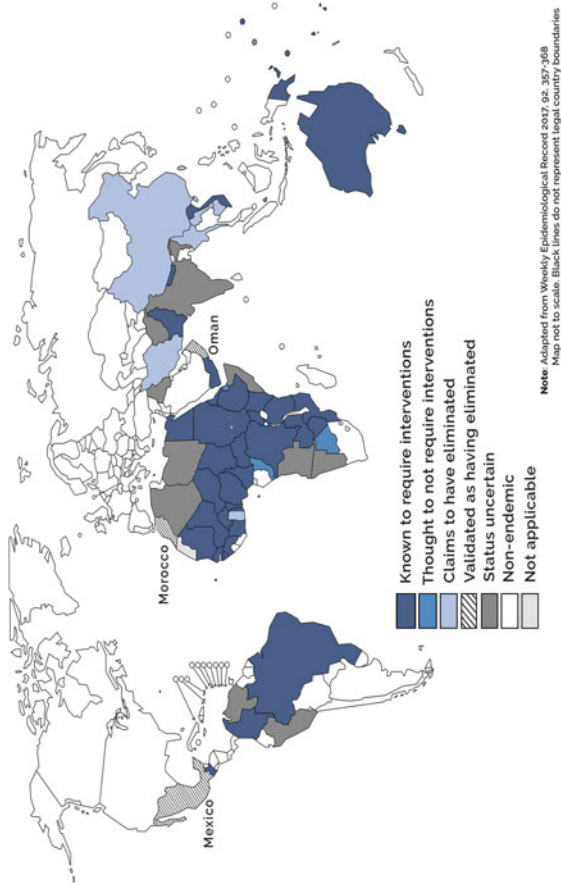 Mexico
Morocco
Oman
Known to require interventions
Thought to not require interventions
Claims to have eliminated
Validated as having eliminated
Status uncertain
Non-endemic
Not applicable
Note: Adapted from Weekly Epidemiological Record 2017, 92, 357-368
Map not to scale. Black lines do not represent legal country boundaries